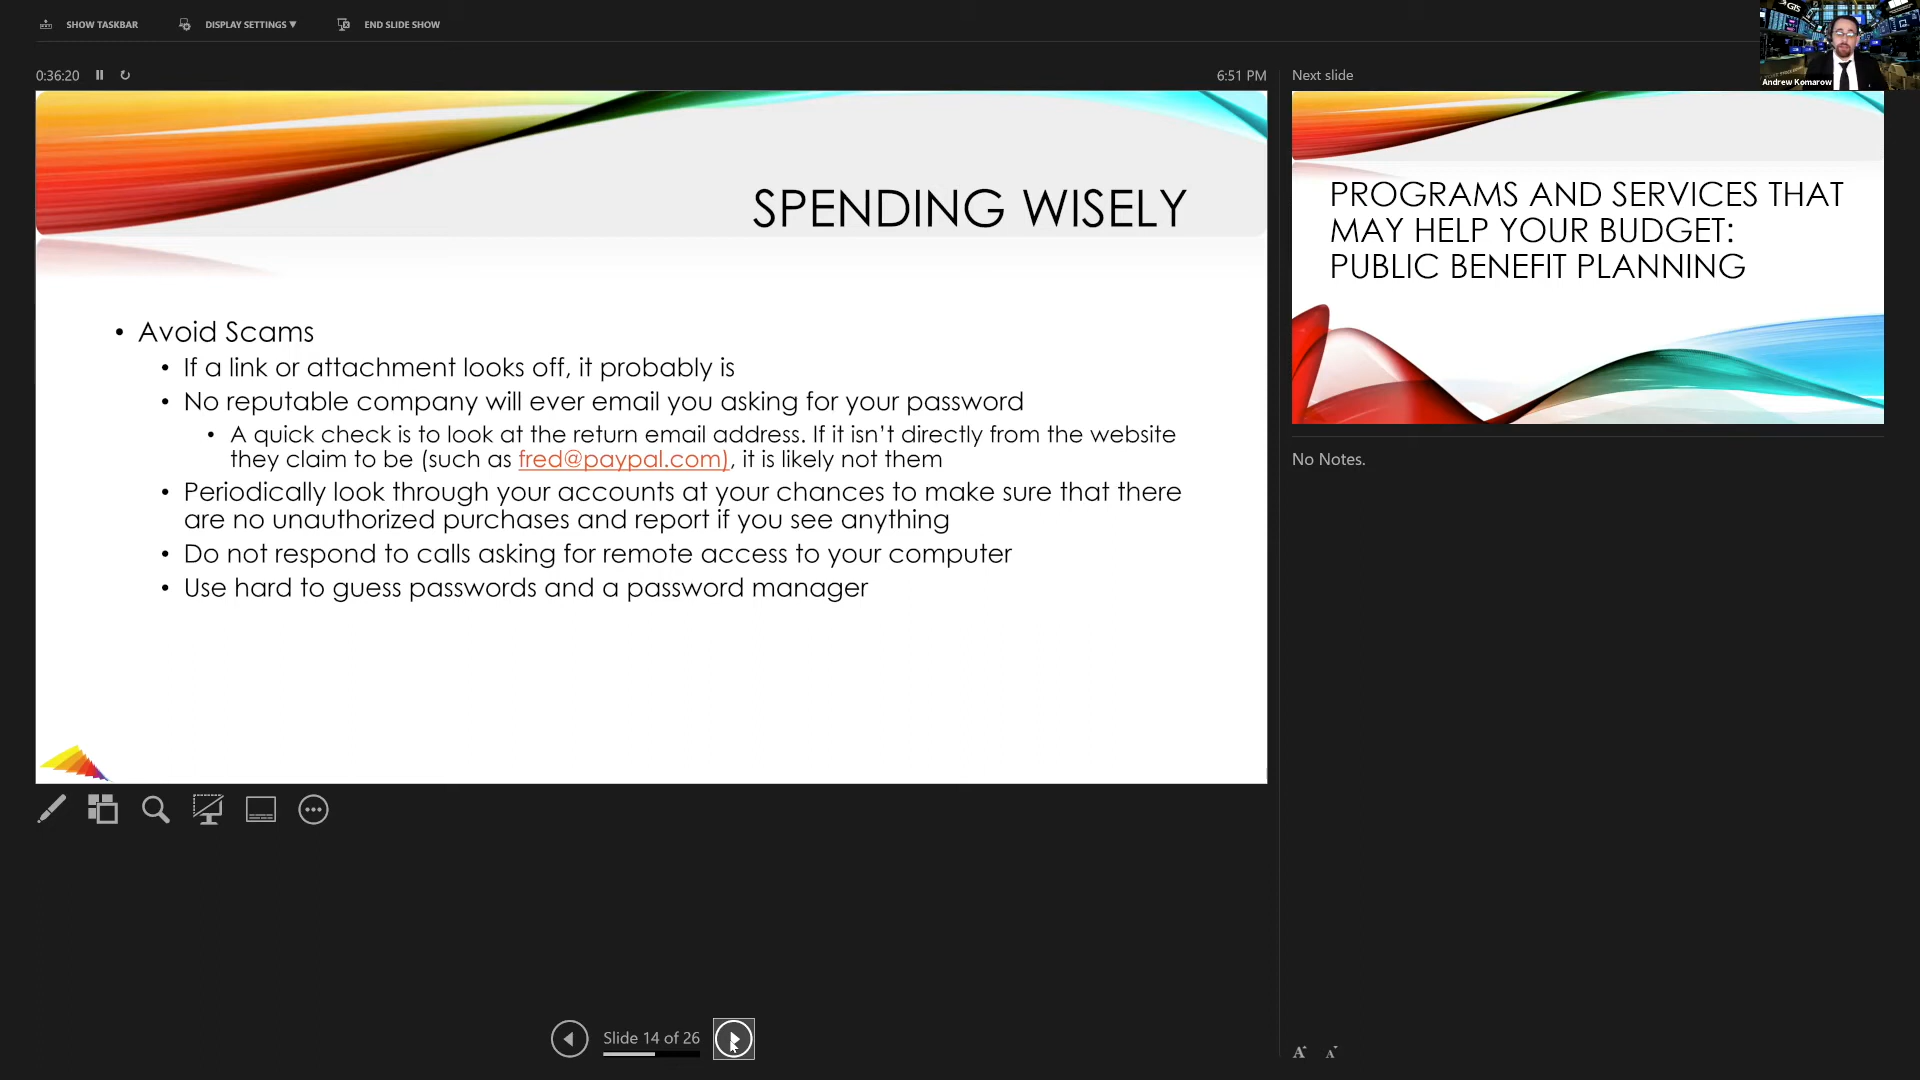 SHOW TASKBAR
DISPLAY SETTINGS ▼
END SLIDE SHOW
0:36:20
6:51 PM
Next slide
GTS
Andrew Komarow
SPENDING WISELY
• Avoid Scams
• If a link or attachment looks off, it probably is
• No reputable company will ever email you asking for your password
• A quick check is to look at the return email address. If it isn’t directly from the website
they claim to be (such as fred@paypal.com), it is likely not them
• Periodically look through your accounts at your chances to make sure that there
are no unauthorized purchases and report if you see anything
• Do not respond to calls asking for remote access to your computer
• Use hard to guess passwords and a password manager
PROGRAMS AND SERVICES THAT
MAY HELP YOUR BUDGET:
PUBLIC BENEFIT PLANNING
No Notes.
Slide 14 of 26
A A